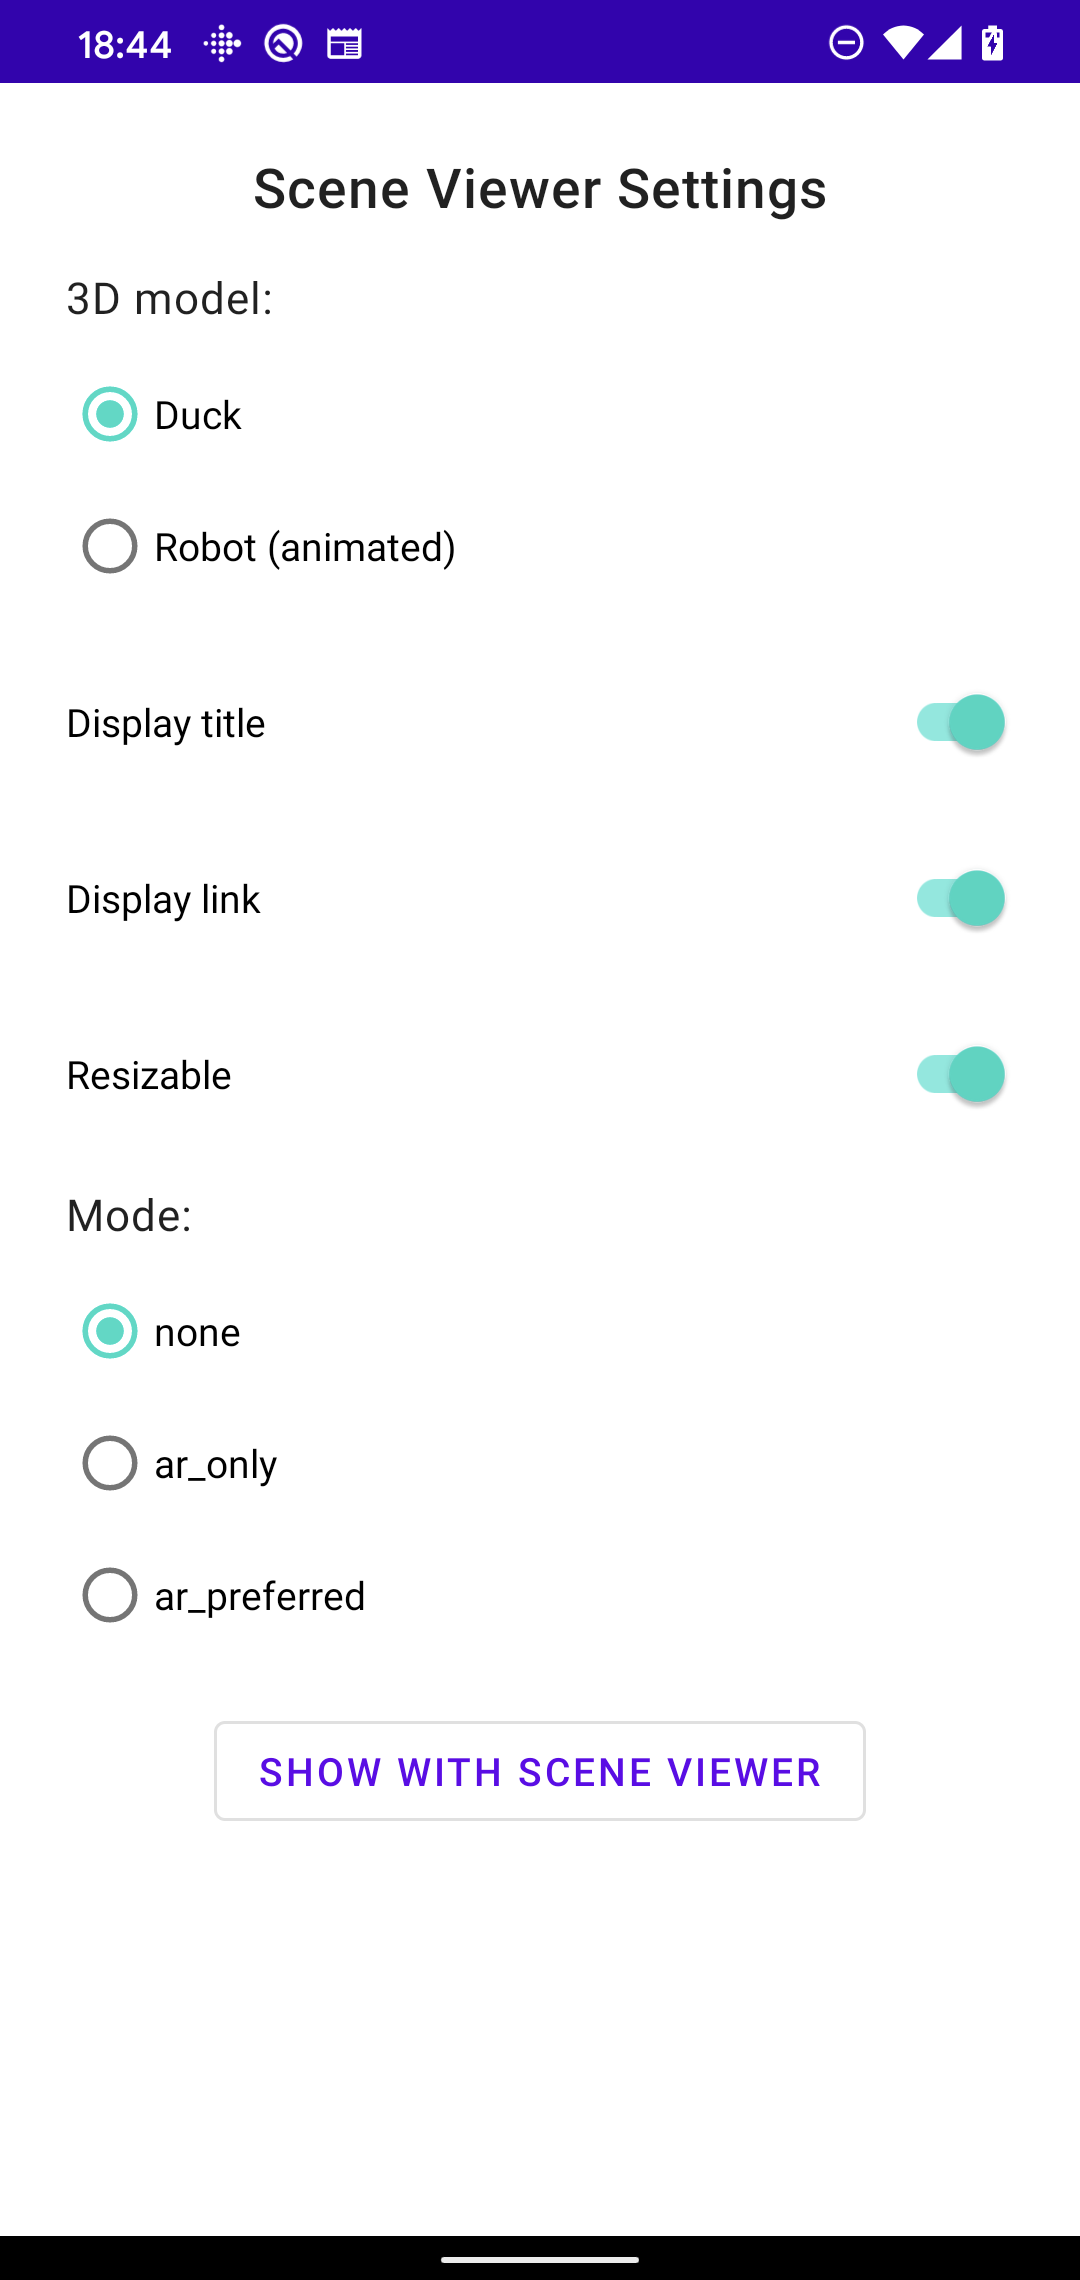 18:44
Scene Viewer Settings
3D model:
Duck
Robot (animated)
Display title
Display link
Resizable
Mode:
none
ar_only
ar_preferred
SHOW WITH SCENE VIEWER